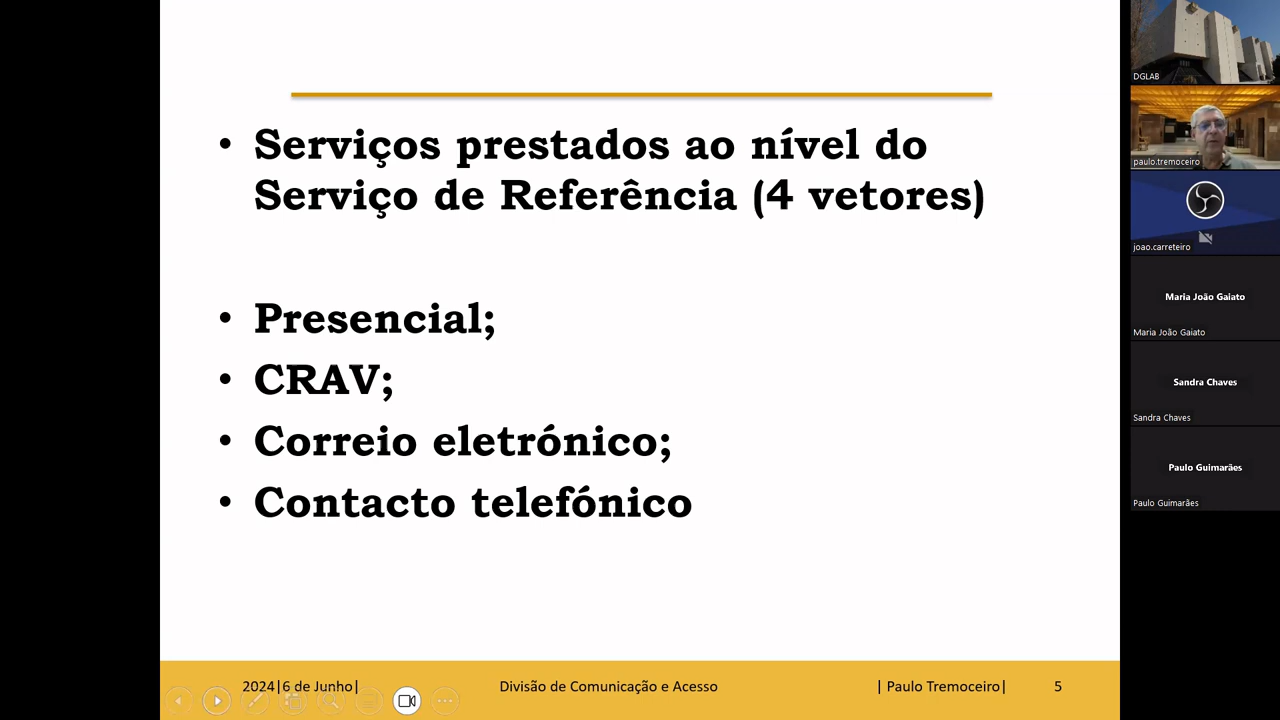 • Serviços prestados ao nível do
Serviço de Referência (4 vetores)
• Presencial;
• CRAV;
• Correio eletrónico;
• Contacto telefónico
2024|6 de Junho|
Divisão de Comunicação e Acesso
| Paulo Tremoceiro|
5
DGLAB
paulo.tremoceiro
joao.carreteiro
Maria João Gaiato
Maria João Gaiato
Sandra Chaves
Sandra Chaves
Paulo Guimarães
Paulo Guimarães